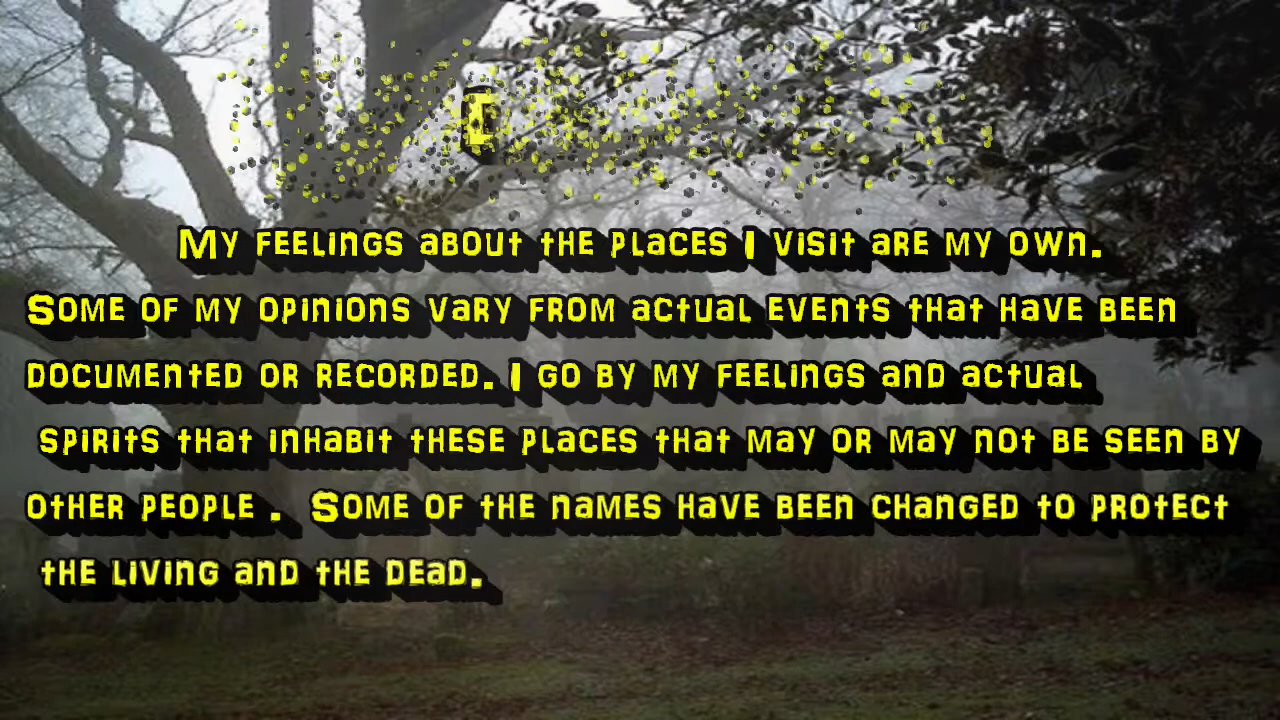 My feelings about the places I visit are my own.
Some of my opinions vary from actual events that have been
documented or recorded. I go by my feelings and actual
spirits that inhabit these places that may or may not be seen by
other people . Some of the names have been changed to protect
the living and the dead.